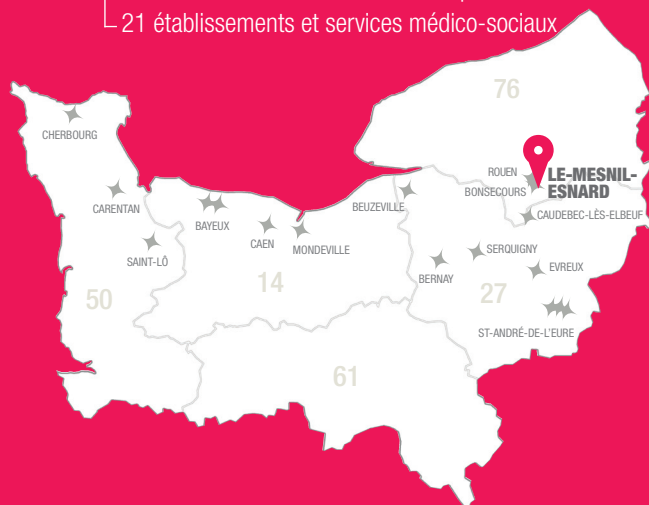 21 établissements et services médico-sociaux
76
CHERBOURG
ROUEN
LE-MESNIL-
ESNARD
BONSECOURS
CARENTAN
BEUZEVILLE
CAUDEBEC-LÈS-ELBEUF
BAYEUX
CAEN
MONDEVILLE
SERQUIGNY
SAINT-LÔ
BERNAY
EVREUX
50
14
27
ST-ANDRÉ-DE-L'EURE
61